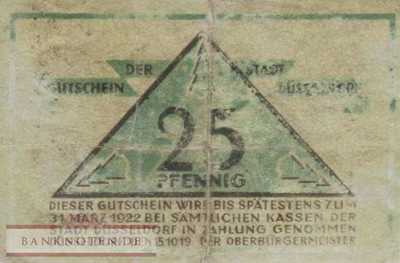 DER STADT
GUTSCHEIN DÜSSELDORF
25
PFENNIG
DIESER GUTSCHEIN WIRD BIS SPÄTESTENS ZUM
31. MÄRZ 1922 BEI SÄMTLICHEN KASSEN DER
STADT DÜSSELDORF IN ZAHLUNG GENOMMEN
DER OBERBÜRGERMEISTER